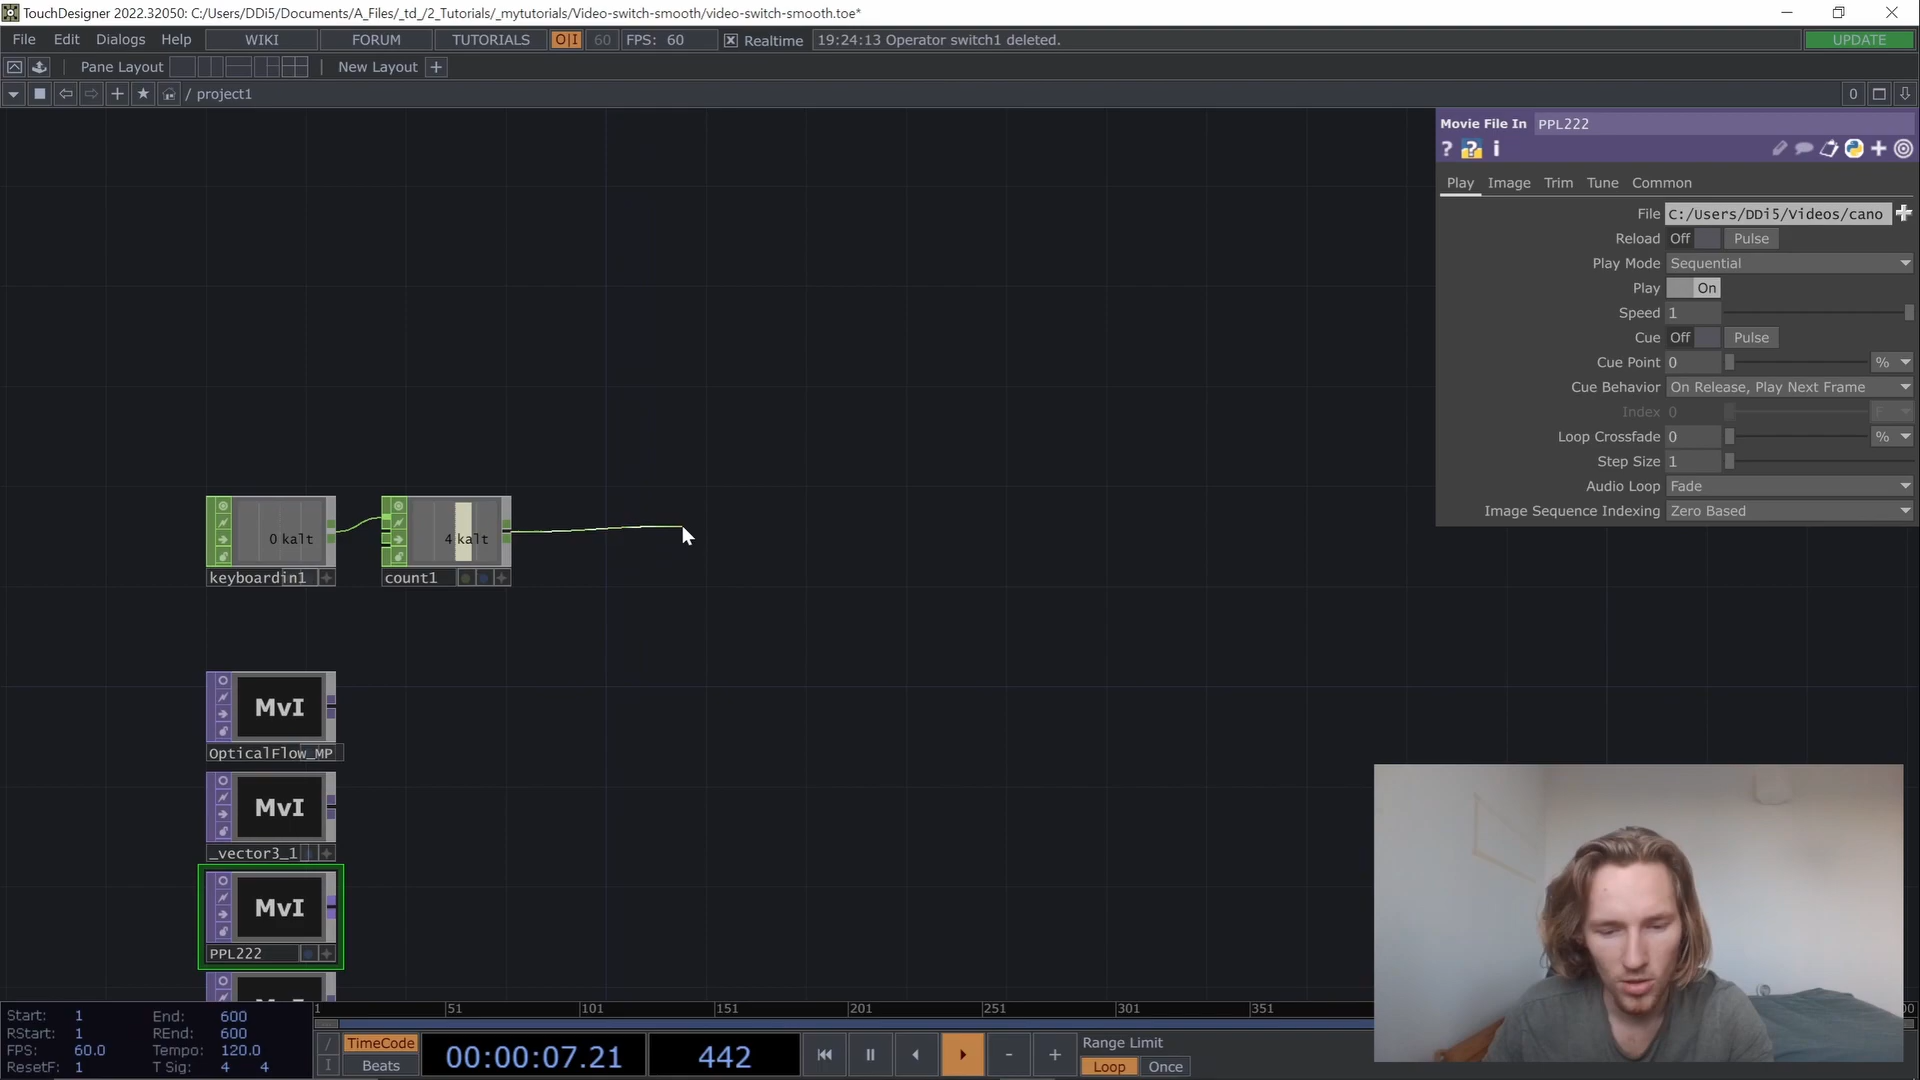 TouchDesigner 2022.32050: C:/Users/DDi5/Documents/A_Files/_td_/2_Tutorials/_mytutorials/Video-switch-smooth/video-switch-smooth.toe*
File Edit Dialogs Help WIKI FORUM TUTORIALS O|I 60 FPS: 60 Realtime 19:24:13 Operator switch1 deleted. UPDATE
Pane Layout New Layout +
/ project1 0
Movie File In PPL222
? ? i
Play Image Trim Tune Common
File C:/Users/DDi5/Videos/cano
Reload Off Pulse
Play Mode Sequential
Play On
Speed 1
Cue Off Pulse
Cue Point 0 %
Cue Behavior On Release, Play Next Frame
Index 0 F
Loop Crossfade 0 %
Step Size 1
Audio Loop Fade
Image Sequence Indexing Zero Based
0 kalt
keyboardin1
4 kalt
count1
MvI
OpticalFlow_MP
MvI
_vector3_1
MvI
PPL222
1 51 101 151 201 251 301 351
Start: 1 End: 600
RStart: 1 REnd: 600
FPS: 60.0 Tempo: 120.0
ResetF: 1 T Sig: 4 4
TimeCode
Beats
00:00:07.21
442
- +
Range Limit
Loop Once